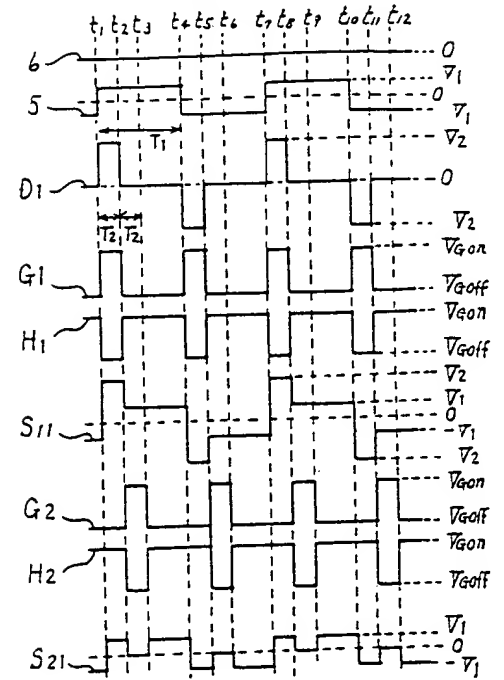 t1 t2 t3 t4 t5 t6 t7 t8 t9 t10 t11 t12
6 0
V1
5 0
V1
T1
V2
D1 0
V2
T2 T2
VGon
G1 VGoff
H1 VGon
VGoff
V2
V1
0
S11 V1
V2
VGon
G2 VGoff
H2 VGon
VGoff
V1
0
S21 V1